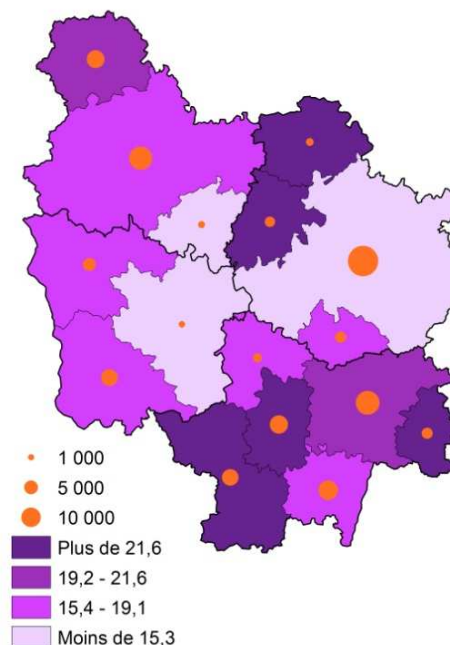 1 000
5 000
10 000
Plus de 21,6
19,2 - 21,6
15,4 - 19,1
Moins de 15,3